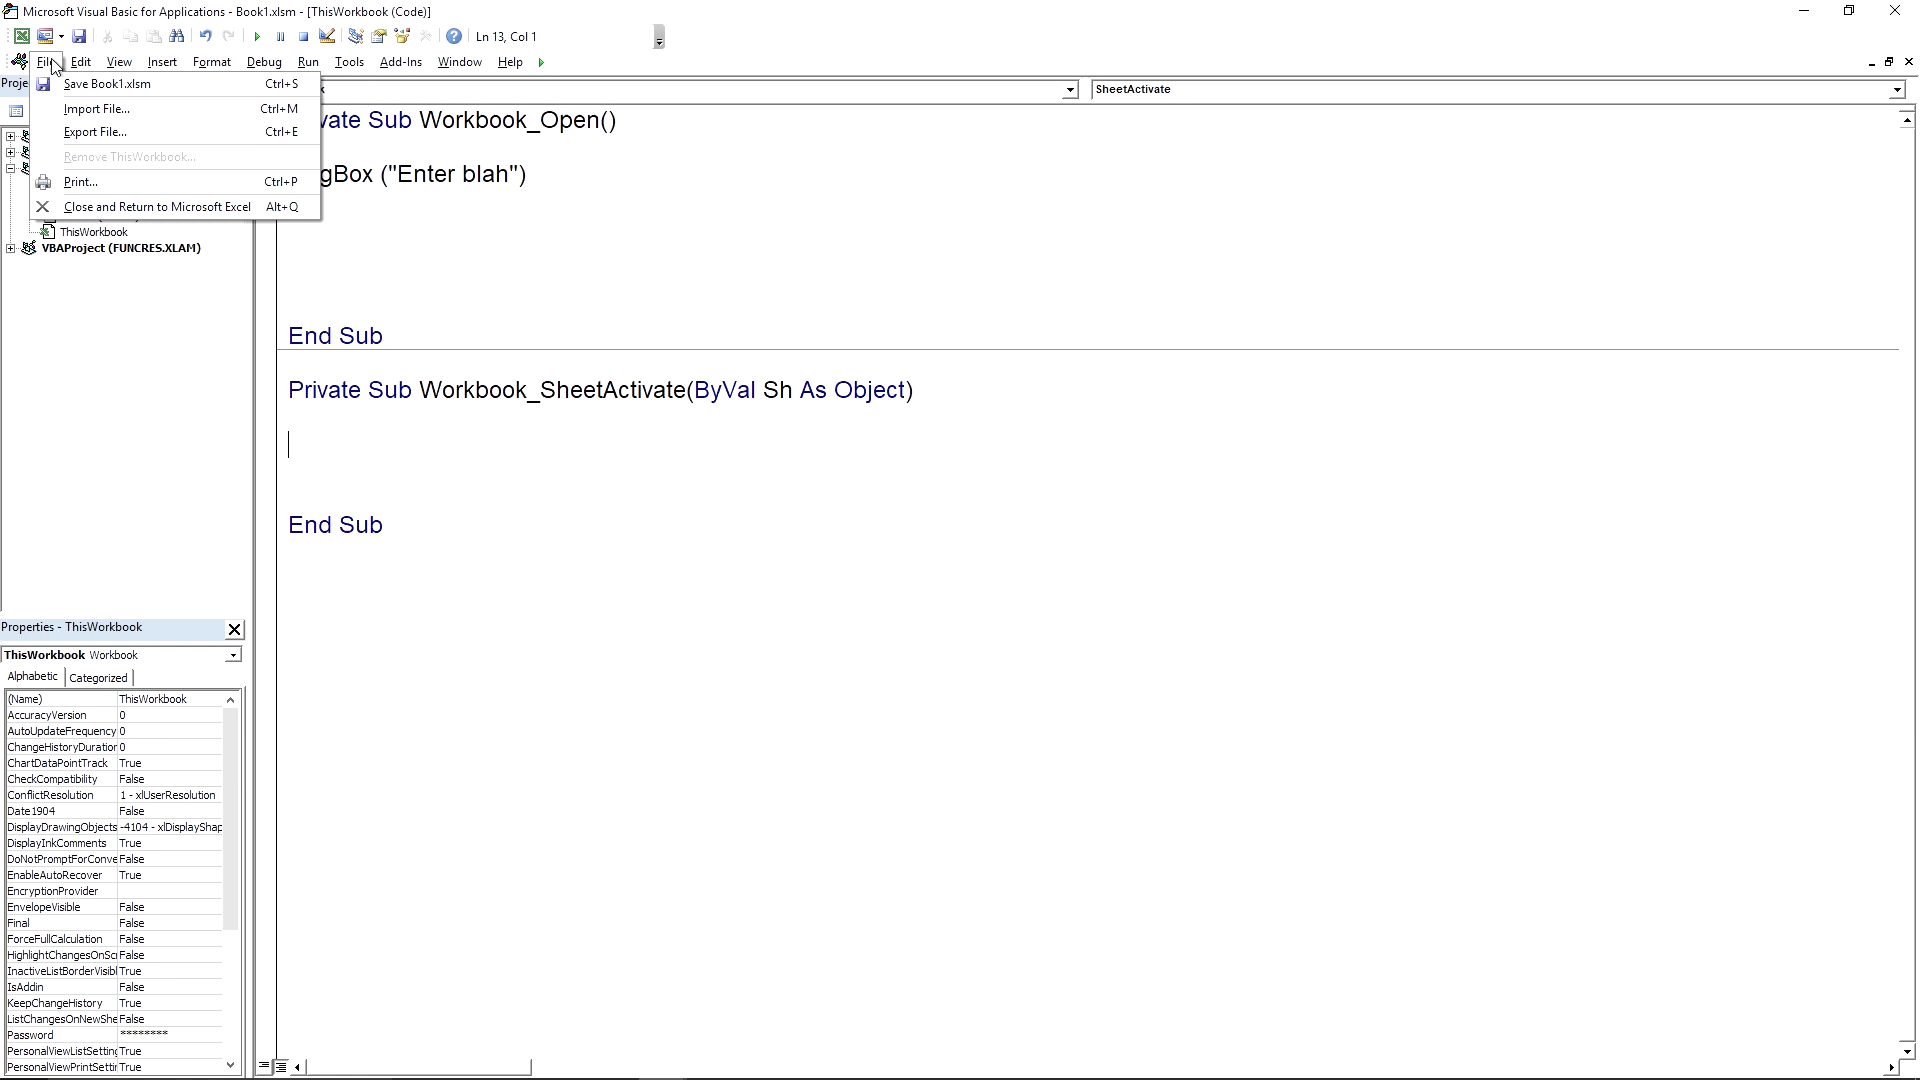 Microsoft Visual Basic for Applications - Book1.xlsm - [ThisWorkbook (Code)]
Ln 13, Col 1
File Edit View Insert Format Debug Run Tools Add-Ins Window Help
Save Book1.xlsm Ctrl+S
Import File... Ctrl+M
Export File... Ctrl+E
Remove ThisWorkbook...
Print... Ctrl+P
Close and Return to Microsoft Excel Alt+Q
ThisWorkbook
VBAProject (FUNCRES.XLAM)
SheetActivate
vate Sub Workbook_Open()
gBox ("Enter blah")
End Sub
Private Sub Workbook_SheetActivate(ByVal Sh As Object)
End Sub
Properties - ThisWorkbook
ThisWorkbook Workbook
Alphabetic Categorized
(Name) ThisWorkbook
AccuracyVersion 0
AutoUpdateFrequency 0
ChangeHistoryDuration 0
ChartDataPointTrack True
CheckCompatibility False
ConflictResolution 1 - xlUserResolution
Date1904 False
DisplayDrawingObjects -4104 - xlDisplayShap
DisplayInkComments True
DoNotPromptForConve False
EnableAutoRecover True
EncryptionProvider
EnvelopeVisible False
Final False
ForceFullCalculation False
HighlightChangesOnScr False
InactiveListBorderVisibl True
IsAddin False
KeepChangeHistory True
ListChangesOnNewShe False
Password ********
PersonalViewListSetting True
PersonalViewPrintSettin True